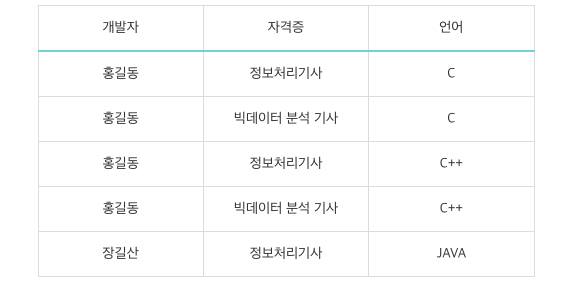 개발자 자격증 언어
홍길동 정보처리기사 C
홍길동 빅데이터 분석 기사 C
홍길동 정보처리기사 C++
홍길동 빅데이터 분석 기사 C++
장길산 정보처리기사 JAVA